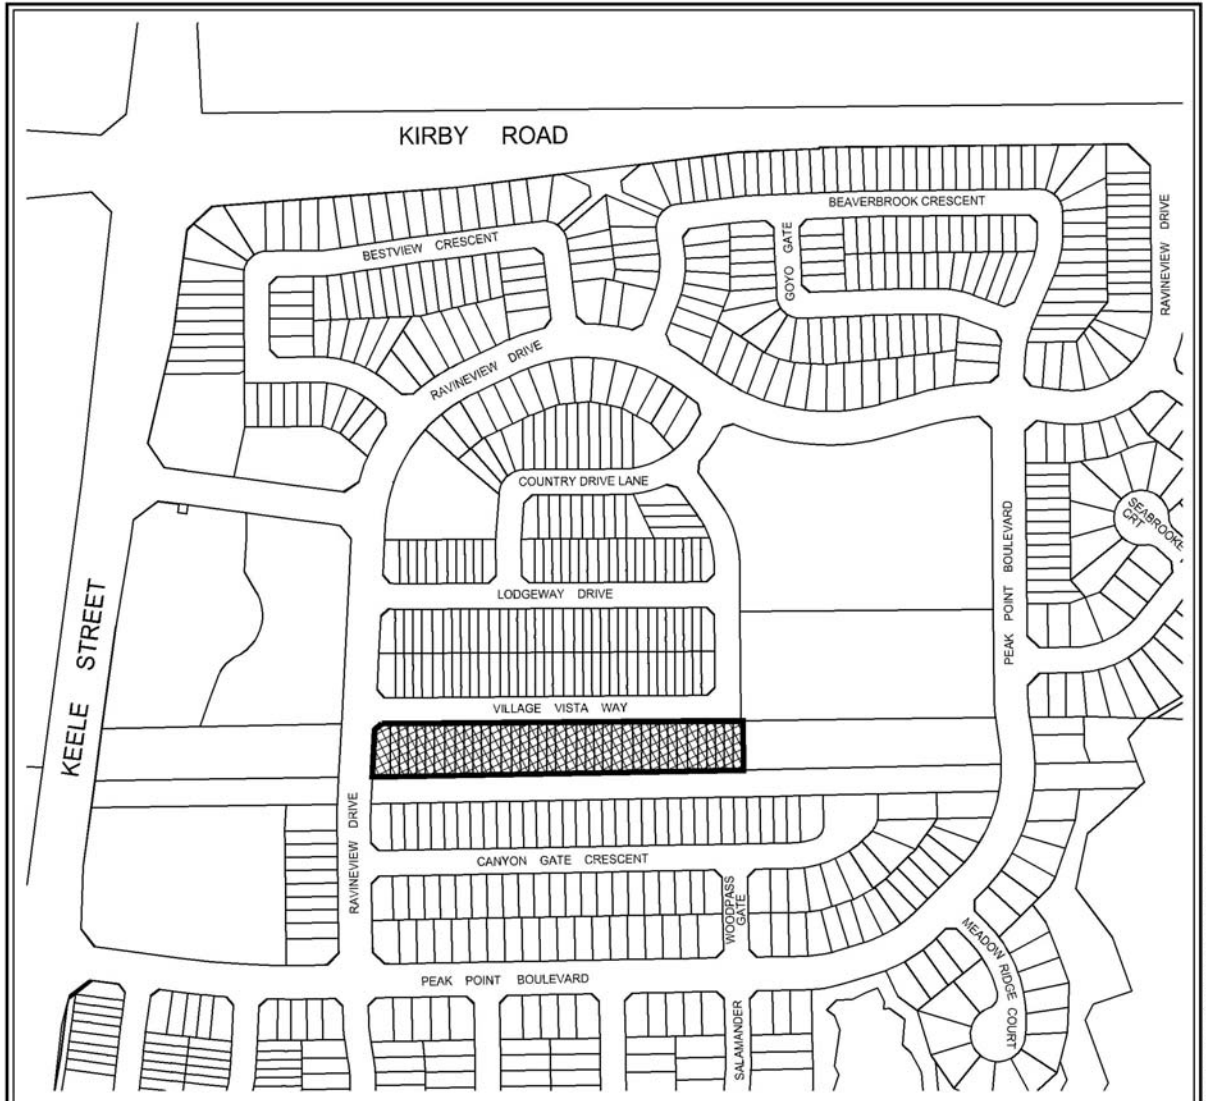 KIRBY ROAD
BEAVERBROOK CRESCENT
RAVINEVIEW DRIVE
GOYO GATE
BESTVIEW CRESCENT
RAVINEVIEW DRIVE
COUNTRY DRIVE LANE
SEABROOKE
CRT
PEAK POINT BOULEVARD
LODGEWAY DRIVE
KEELE STREET
VILLAGE VISTA WAY
RAVINEVIEW DRIVE
CANYON GATE CRESCENT
WOODPASS
GATE
MEADOW RIDGE COURT
PEAK POINT BOULEVARD
SALAMANDER